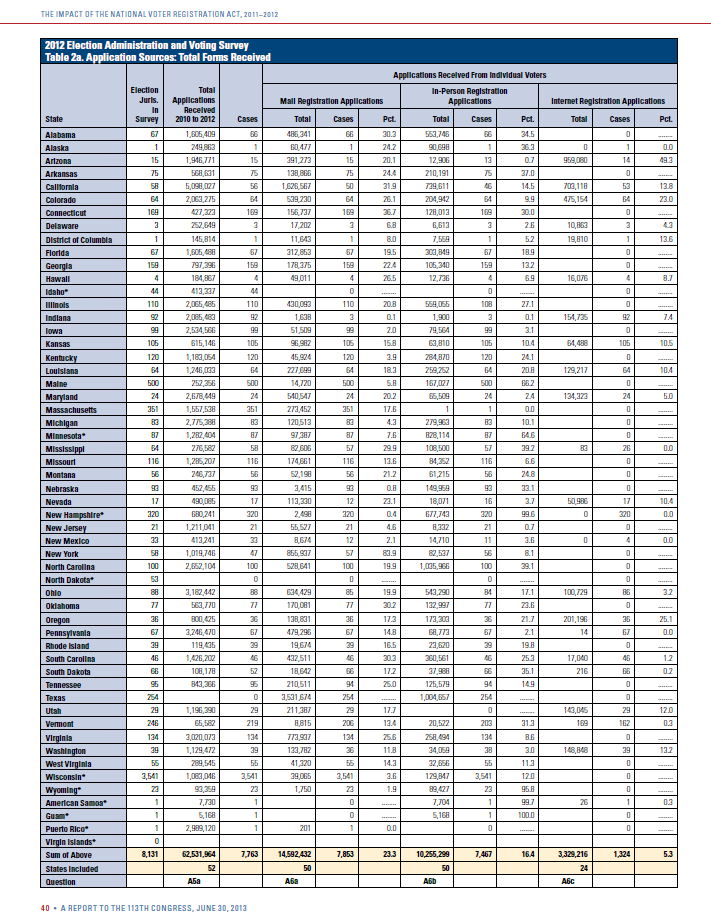 THE IMPACT OF THE NATIONAL VOTER REGISTRATION ACT, 2011–2012
2012 Election Administration and Voting Survey
Table 2a. Application Sources: Total Forms Received
Applications Received From Individual Voters
State Election Juris. In Survey Total Applications Received 2010 to 2012 Cases Mail Registration Applications In-Person Registration Applications Internet Registration Applications
Total Cases Pct. Total Cases Pct. Total Cases Pct.
Alabama 67 1,605,409 66 486,341 66 30.3 553,746 66 34.5 0 ........
Alaska 1 249,863 1 60,477 1 24.2 90,698 1 36.3 0 1 0.0
Arizona 15 1,946,771 15 391,273 15 20.1 12,906 13 0.7 959,080 14 49.3
Arkansas 75 568,631 75 138,866 75 24.4 210,191 75 37.0 0 ........
California 58 5,098,027 56 1,626,567 50 31.9 739,611 46 14.5 703,118 53 13.8
Colorado 64 2,063,275 64 539,230 64 26.1 204,942 64 9.9 475,154 64 23.0
Connecticut 169 427,323 169 156,737 169 36.7 128,013 169 30.0 0 ........
Delaware 3 252,649 3 17,202 3 6.8 6,613 3 2.6 10,863 3 4.3
District of Columbia 1 145,814 1 11,643 1 8.0 7,559 1 5.2 19,810 1 13.6
Florida 67 1,605,488 67 312,853 67 19.5 303,849 67 18.9 0 ........
Georgia 159 797,396 159 178,375 159 22.4 105,340 159 13.2 0 ........
Hawaii 4 184,867 4 49,011 4 26.5 12,736 4 6.9 16,076 4 8.7
Idaho* 44 413,337 44 0 ........ 0 ........ 0 ........
Illinois 110 2,065,485 110 430,093 110 20.8 559,055 108 27.1 0 ........
Indiana 92 2,085,483 92 1,638 3 0.1 1,900 3 0.1 154,735 92 7.4
Iowa 99 2,534,566 99 51,509 99 2.0 79,564 99 3.1 0 ........
Kansas 105 615,146 105 96,982 105 15.8 63,810 105 10.4 64,488 105 10.5
Kentucky 120 1,183,054 120 45,924 120 3.9 284,870 120 24.1 0 ........
Louisiana 64 1,246,033 64 227,699 64 18.3 259,252 64 20.8 129,217 64 10.4
Maine 500 252,356 500 14,720 500 5.8 167,027 500 66.2 0 ........
Maryland 24 2,678,449 24 540,547 24 20.2 65,509 24 2.4 134,323 24 5.0
Massachusetts 351 1,557,538 351 273,452 351 17.6 1 1 0.0 0 ........
Michigan 83 2,775,388 83 120,513 83 4.3 279,963 83 10.1 0 ........
Minnesota* 87 1,282,404 87 97,387 87 7.6 828,114 87 64.6 0 ........
Mississippi 64 276,582 58 82,606 57 29.9 108,500 57 39.2 83 26 0.0
Missouri 116 1,285,207 116 174,661 116 13.6 84,352 116 6.6 0 ........
Montana 56 246,737 56 52,198 56 21.2 61,215 56 24.8 0 ........
Nebraska 93 452,455 93 3,415 93 0.8 149,959 93 33.1 0 ........
Nevada 17 490,085 17 113,330 12 23.1 18,071 16 3.7 50,986 17 10.4
New Hampshire* 320 680,241 320 2,498 320 0.4 677,743 320 99.6 0 320 0.0
New Jersey 21 1,211,041 21 55,527 21 4.6 8,332 21 0.7 0 ........
New Mexico 33 413,241 33 8,674 12 2.1 14,710 11 3.6 0 4 0.0
New York 58 1,019,746 47 855,937 57 83.9 82,537 56 8.1 0 ........
North Carolina 100 2,652,104 100 528,641 100 19.9 1,035,966 100 39.1 0 ........
North Dakota* 53 0 0 ........ 0 ........ 0 ........
Ohio 88 3,182,442 88 634,429 85 19.9 543,290 84 17.1 100,729 86 3.2
Oklahoma 77 563,770 77 170,081 77 30.2 132,997 77 23.6 0 ........
Oregon 36 800,425 36 138,831 36 17.3 173,303 36 21.7 201,196 36 25.1
Pennsylvania 67 3,246,470 67 479,296 67 14.8 68,773 67 2.1 14 67 0.0
Rhode Island 39 119,435 39 19,674 39 16.5 23,620 39 19.8 0 ........
South Carolina 46 1,426,202 46 432,511 46 30.3 360,561 46 25.3 17,040 46 1.2
South Dakota 66 108,178 52 18,642 66 17.2 37,988 66 35.1 216 66 0.2
Tennessee 95 843,366 95 210,511 94 25.0 125,579 94 14.9 0 ........
Texas 254 0 3,531,674 254 ........ 1,004,657 254 ........ 0 ........
Utah 29 1,196,390 29 211,387 29 17.7 0 ........ 143,045 29 12.0
Vermont 246 65,582 219 8,815 206 13.4 20,522 203 31.3 169 162 0.3
Virginia 134 3,020,073 134 773,937 134 25.6 258,494 134 8.6 0 ........
Washington 39 1,129,472 39 133,782 36 11.8 34,059 38 3.0 148,848 39 13.2
West Virginia 55 289,545 55 41,320 55 14.3 32,656 55 11.3 0 ........
Wisconsin* 3,541 1,083,046 3,541 39,065 3,541 3.6 129,847 3,541 12.0 0 ........
Wyoming* 23 93,359 23 1,750 23 1.9 89,427 23 95.8 0 ........
American Samoa* 1 7,730 1 0 ........ 7,704 1 99.7 26 1 0.3
Guam* 1 5,168 1 0 ........ 5,168 1 100.0 0 ........
Puerto Rico* 1 2,989,120 1 201 1 0.0 0 ........ 0 ........
Virgin Islands* 0
Sum of Above 8,131 62,531,964 7,763 14,592,432 7,853 23.3 10,255,299 7,467 16.4 3,329,216 1,324 5.3
States Included 52 50 50 24
Question A5a A6a A6b A6c
40 • A REPORT TO THE 113TH CONGRESS, JUNE 30, 2013